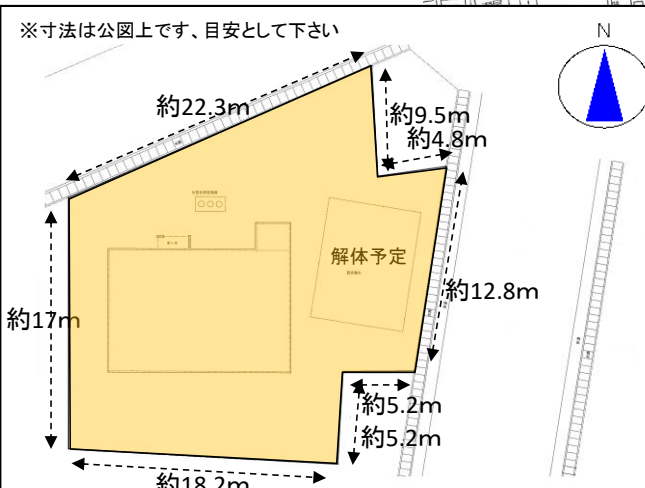 ※寸法は公図上です、目安として下さい
N
約22.3m
約9.5m
約4.8m
解体予定
約12.8m
約17m
約5.2m
約5.2m
約18.2m